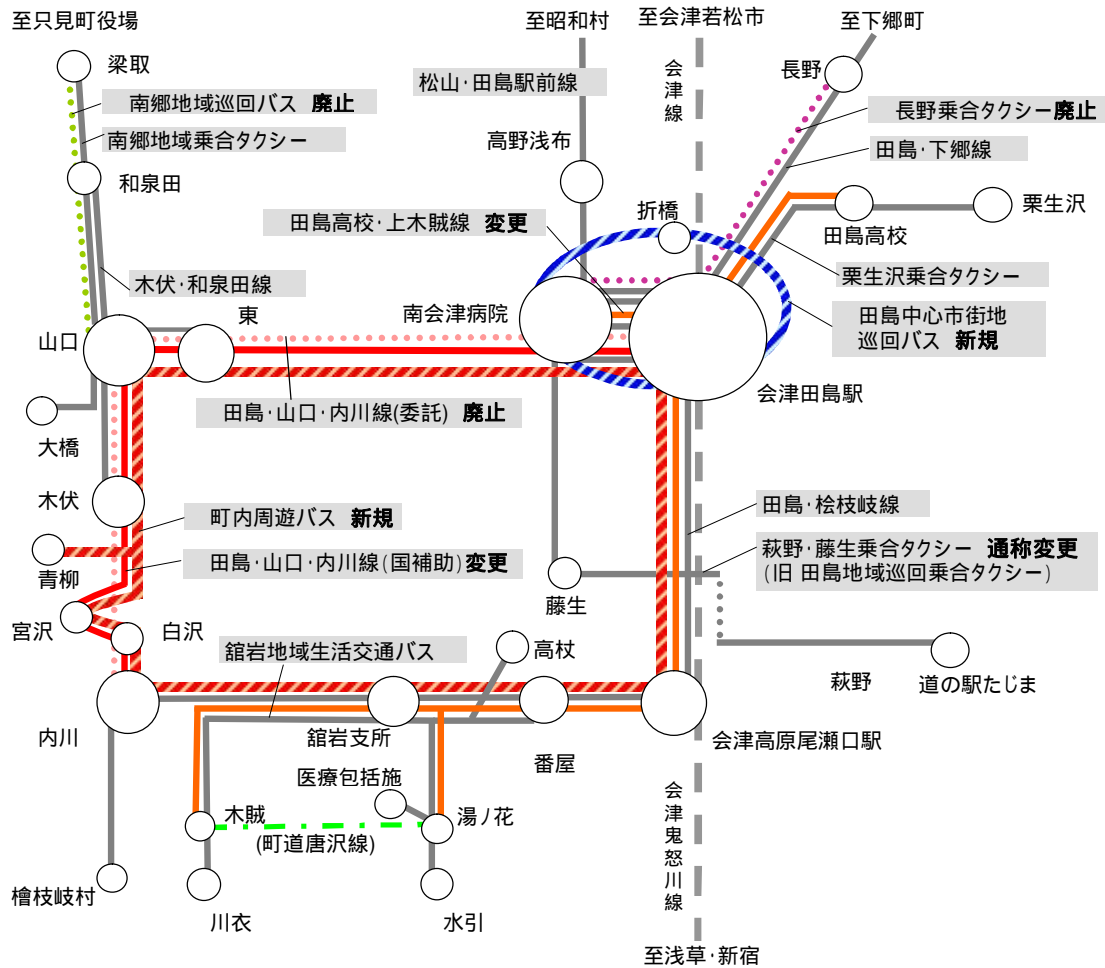 至只見町役場
至昭和村
至会津若松市
至下郷町
梁取
松山・田島駅前線
会津線
長野
南郷地域巡回バス 廃止
長野乗合タクシー廃止
南郷地域乗合タクシー
高野浅布
田島・下郷線
和泉田
折橋
栗生沢
田島高校・上木賊線 変更
田島高校
木伏・和泉田線
栗生沢乗合タクシー
東
南会津病院
田島中心市街地
巡回バス 新規
山口
会津田島駅
田島・山口・内川線(委託) 廃止
大橋
木伏
田島・桧枝岐線
町内周遊バス 新規
萩野・藤生乗合タクシー 通称変更
(旧 田島地域巡回乗合タクシー)
田島・山口・内川線(国補助)変更
青柳
藤生
宮沢
白沢
舘岩地域生活交通バス
高杖
萩野
道の駅たじま
内川
舘岩支所
番屋
会津高原尾瀬口駅
医療包括施
木賊
湯ノ花
(町道唐沢線)
会津鬼怒川線
檜枝岐村
川衣
水引
至浅草・新宿